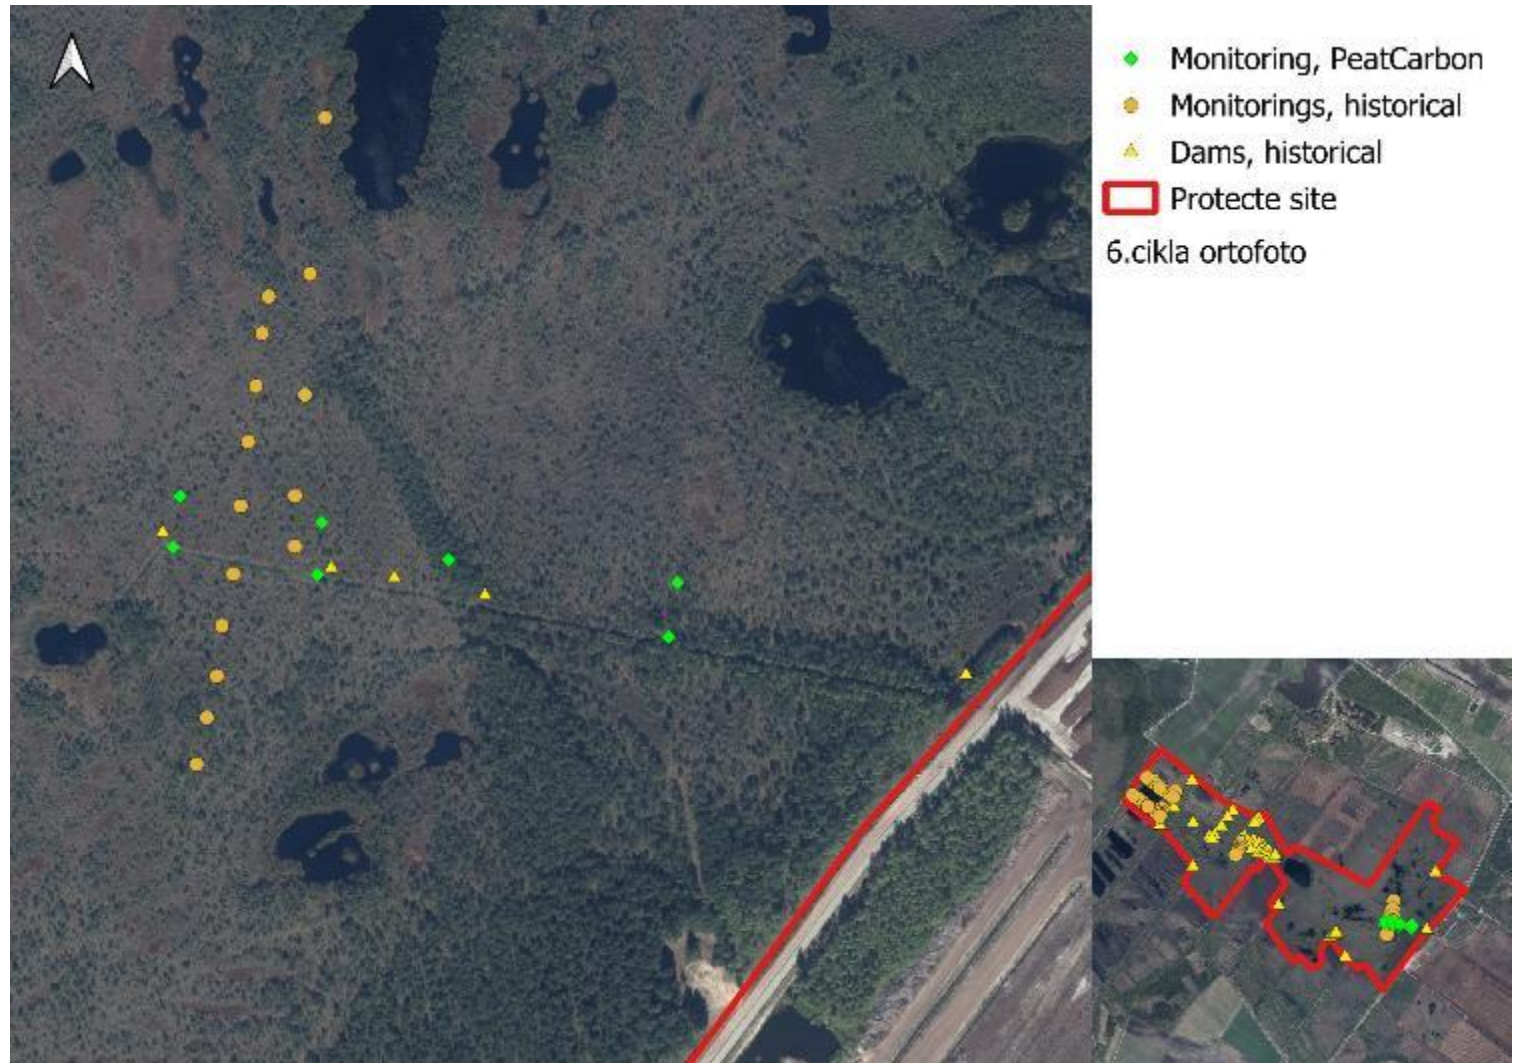 Monitoring, PeatCarbon
Monitorings, historical
Dams, historical
Protecte site
6.cikla ortofoto